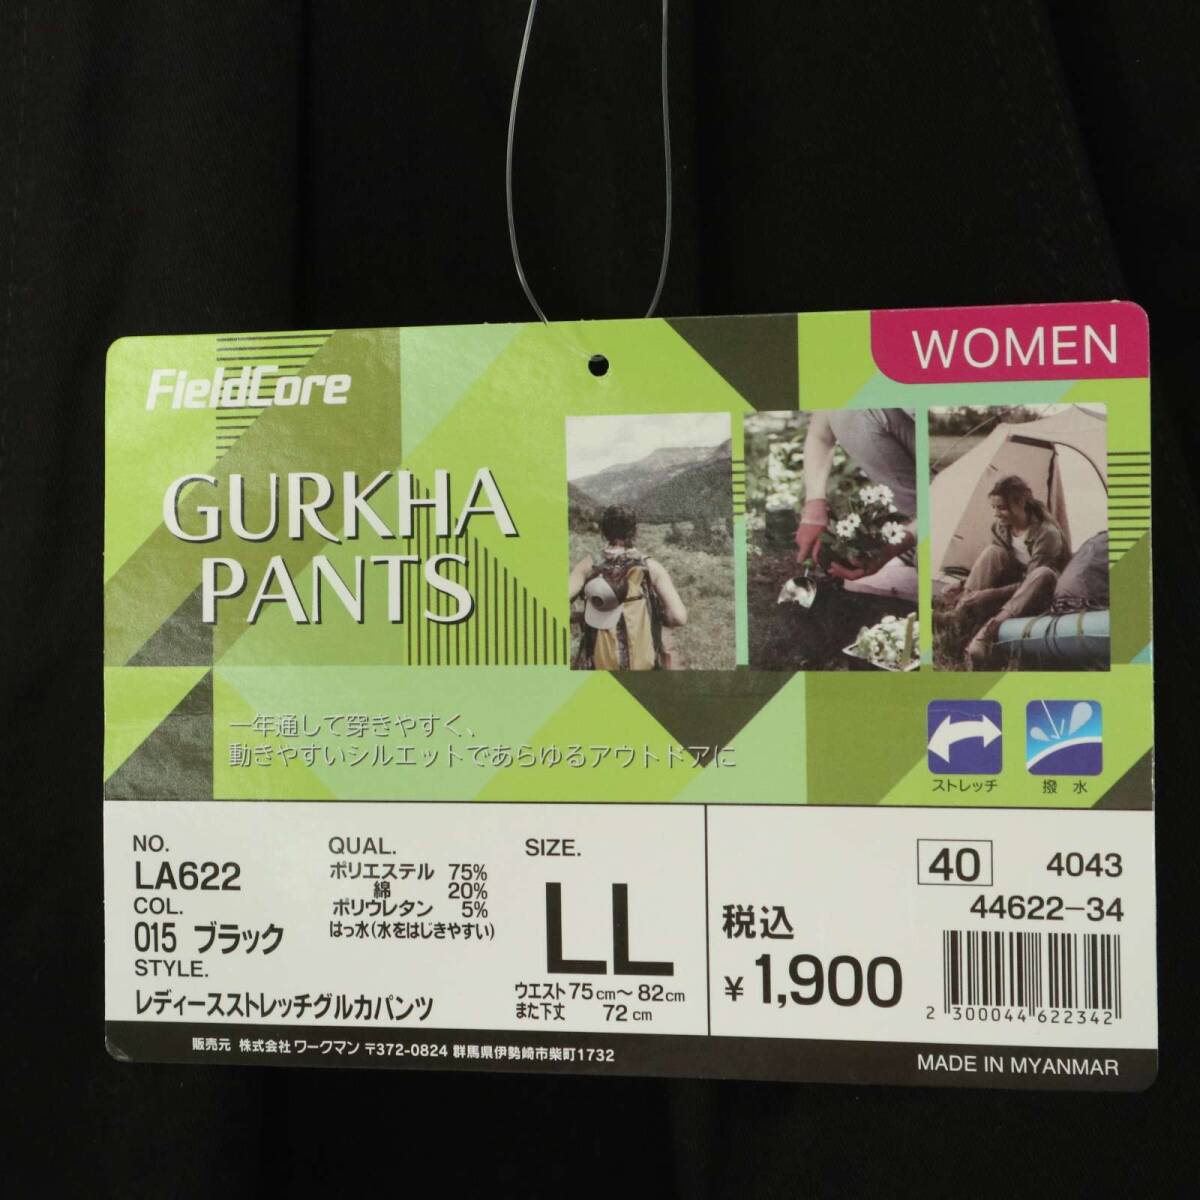 WOMEN
FieldCore
GURKHA
PANTS
一年通して穿きやすく、
動きやすいシルエットであらゆるアウトドアに
ストレッチ
撥水
NO.
LA622
COL.
015 ブラック
STYLE.
レディースストレッチグルカパンツ
QUAL.
ポリエステル 75%
綿 20%
ポリウレタン 5%
はっ水(水をはじきやすい)
SIZE.
LL
ウエスト75cm～82cm
また下丈 72cm
税込
¥1,900
40 4043
44622-34
2 300044 622342
販売元 株式会社ワークマン 〒372-0824 群馬県伊勢崎市柴町1732
MADE IN MYANMAR